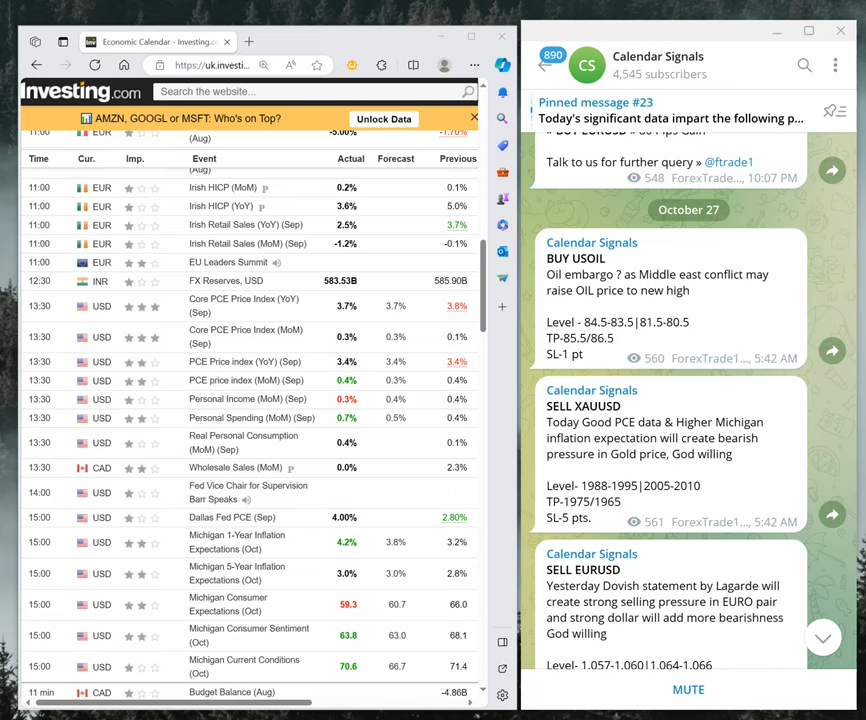 Economic Calendar - Investing.c
https://uk.investi...
Investing.com
Search the website...
AMZN, GOOGL or MSFT: Who's on Top?
Unlock Data
11:00 EUR (Aug) -5.00% -1.70%
Time Cur. Imp. Event Actual Forecast Previous
(Aug)
11:00 EUR Irish HICP (MoM) P 0.2% 0.1%
11:00 EUR Irish HICP (YoY) P 3.6% 5.0%
11:00 EUR Irish Retail Sales (YoY) (Sep) 2.5% 3.7%
11:00 EUR Irish Retail Sales (MoM) (Sep) -1.2% -0.1%
EUR EU Leaders Summit
12:30 INR FX Reserves, USD 583.53B 585.90B
13:30 USD Core PCE Price Index (YoY) 3.7% 3.7% 3.8%
(Sep)
13:30 USD Core PCE Price Index (MoM) 0.3% 0.3% 0.1%
(Sep)
13:30 USD PCE Price index (YoY) (Sep) 3.4% 3.4% 3.4%
13:30 USD PCE price index (MoM) (Sep) 0.4% 0.3% 0.4%
13:30 USD Personal Income (MoM) (Sep) 0.3% 0.4% 0.4%
13:30 USD Personal Spending (MoM) (Sep) 0.7% 0.5% 0.4%
13:30 USD Real Personal Consumption 0.4% 0.1%
(MoM) (Sep)
13:30 CAD Wholesale Sales (MoM) P 0.0% 2.3%
14:00 USD Fed Vice Chair for Supervision
Barr Speaks
15:00 USD Dallas Fed PCE (Sep) 4.00% 2.80%
15:00 USD Michigan 1-Year Inflation 4.2% 3.8% 3.2%
Expectations (Oct)
15:00 USD Michigan 5-Year Inflation 3.0% 3.0% 2.8%
Expectations (Oct)
15:00 USD Michigan Consumer 59.3 60.7 66.0
Expectations (Oct)
15:00 USD Michigan Consumer Sentiment 63.8 63.0 68.1
(Oct)
15:00 USD Michigan Current Conditions 70.6 66.7 71.4
(Oct)
11 min CAD Budget Balance (Aug) -4.86B
890
CS
Calendar Signals
4,545 subscribers
Pinned message #23
Today's significant data impart the following p...
Talk to us for further query » @ftrade1
548 ForexTrade..., 10:07 PM
October 27
Calendar Signals
BUY USOIL
Oil embargo ? as Middle east conflict may
raise OIL price to new high
Level - 84.5-83.5|81.5-80.5
TP-85.5/86.5
SL-1 pt
560 ForexTrade1..., 5:42 AM
Calendar Signals
SELL XAUUSD
Today Good PCE data & Higher Michigan
inflation expectation will create bearish
pressure in Gold price, God willing
Level- 1988-1995|2005-2010
TP-1975/1965
SL-5 pts.
561 ForexTrade1..., 5:42 AM
Calendar Signals
SELL EURUSD
Yesterday Dovish statement by Lagarde will
create strong selling pressure in EURO pair
and strong dollar will add more bearishness
God willing
Level- 1.057-1.060|1.064-1.066
MUTE